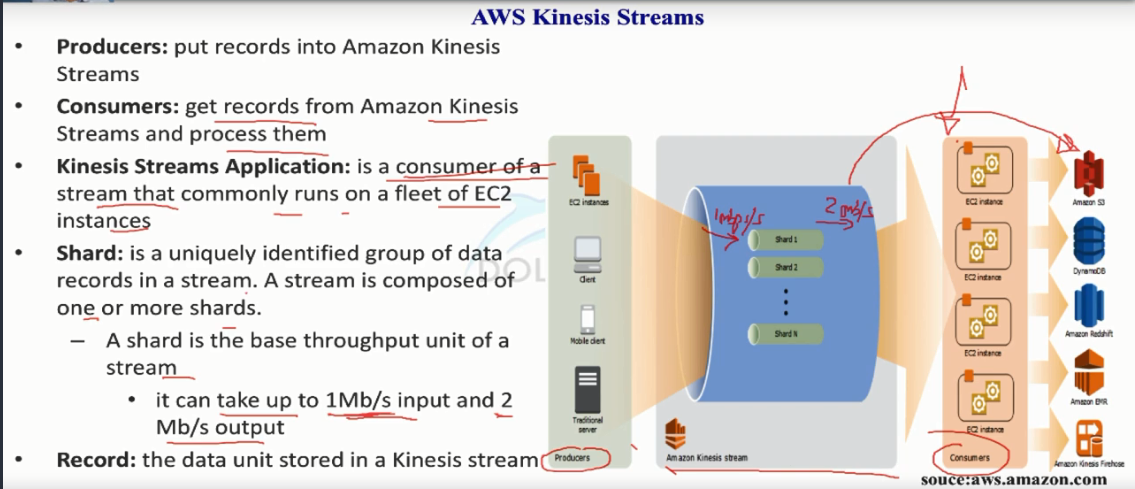 AWS Kinesis Streams
• Producers: put records into Amazon Kinesis
Streams
• Consumers: get records from Amazon Kinesis
Streams and process them
• Kinesis Streams Application: is a consumer of a
stream that commonly runs on a fleet of EC2
instances
• Shard: is a uniquely identified group of data
records in a stream. A stream is composed of
one or more shards.
– A shard is the base throughput unit of a
stream
• it can take up to 1Mb/s input and 2
Mb/s output
• Record: the data unit stored in a Kinesis stream
EC2 instances
Client
Mobile client
Traditional
server
Producers
1mbps/s
Shard 1
Shard 2
Shard N
Amazon Kinesis stream
EC2 instance
EC2 instance
EC2 instance
EC2 instance
Consumers
Amazon S3
DynamoDB
Amazon Redshift
Amazon EMR
Amazon Kinesis Firehose
souce:aws.amazon.com